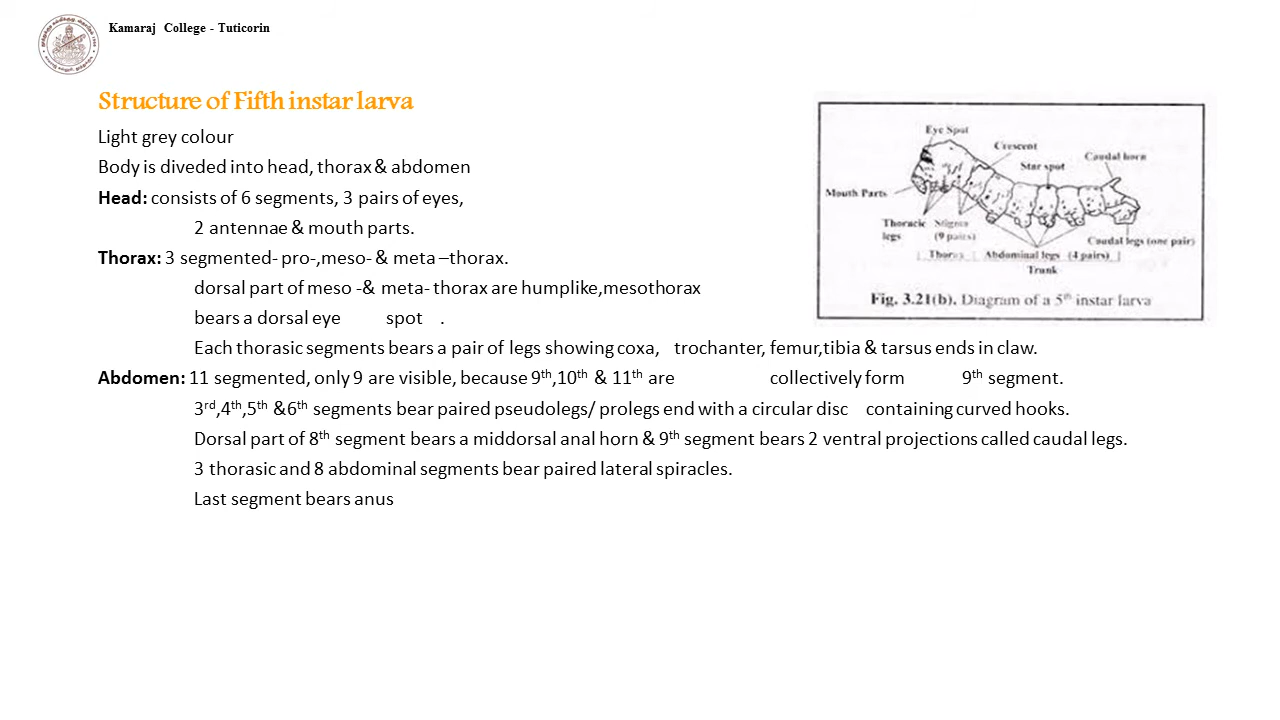 Kamaraj College - Tuticorin
Structure of Fifth instar larva
Light grey colour
Body is diveded into head, thorax & abdomen
Head: consists of 6 segments, 3 pairs of eyes,
2 antennae & mouth parts.
Thorax: 3 segmented- pro-,meso- & meta –thorax.
dorsal part of meso -& meta- thorax are humplike,mesothorax
bears a dorsal eye spot .
Each thorasic segments bears a pair of legs showing coxa, trochanter, femur,tibia & tarsus ends in claw.
Abdomen: 11 segmented, only 9 are visible, because 9th,10th & 11th are collectively form 9th segment.
3rd,4th,5th &6th segments bear paired pseudolegs/ prolegs end with a circular disc containing curved hooks.
Dorsal part of 8th segment bears a middorsal anal horn & 9th segment bears 2 ventral projections called caudal legs.
3 thorasic and 8 abdominal segments bear paired lateral spiracles.
Last segment bears anus
Eye Spot
Crescent
Star spot
Caudal horn
Mouth Parts
Thoracic legs
Stigma (9 pairs)
Caudal legs (one pair)
Thorax
Abdominal legs (4 pairs)
Trunk
Fig. 3.21(b). Diagram of a 5th instar larva